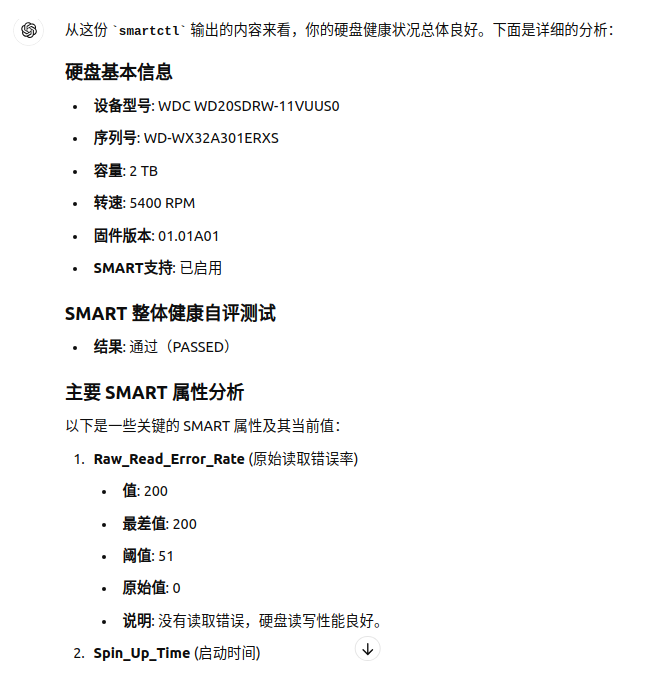 从这份 `smartctl` 输出的内容来看，你的硬盘健康状况总体良好。下面是详细的分析：
硬盘基本信息
• 设备型号: WDC WD20SDRW-11VUUS0
• 序列号: WD-WX32A301ERXS
• 容量: 2 TB
• 转速: 5400 RPM
• 固件版本: 01.01A01
• SMART支持: 已启用
SMART 整体健康自评测试
• 结果: 通过（PASSED）
主要 SMART 属性分析
以下是一些关键的 SMART 属性及其当前值：
1. Raw_Read_Error_Rate (原始读取错误率)
• 值: 200
• 最差值: 200
• 阈值: 51
• 原始值: 0
• 说明: 没有读取错误，硬盘读写性能良好。
2. Spin_Up_Time (启动时间)